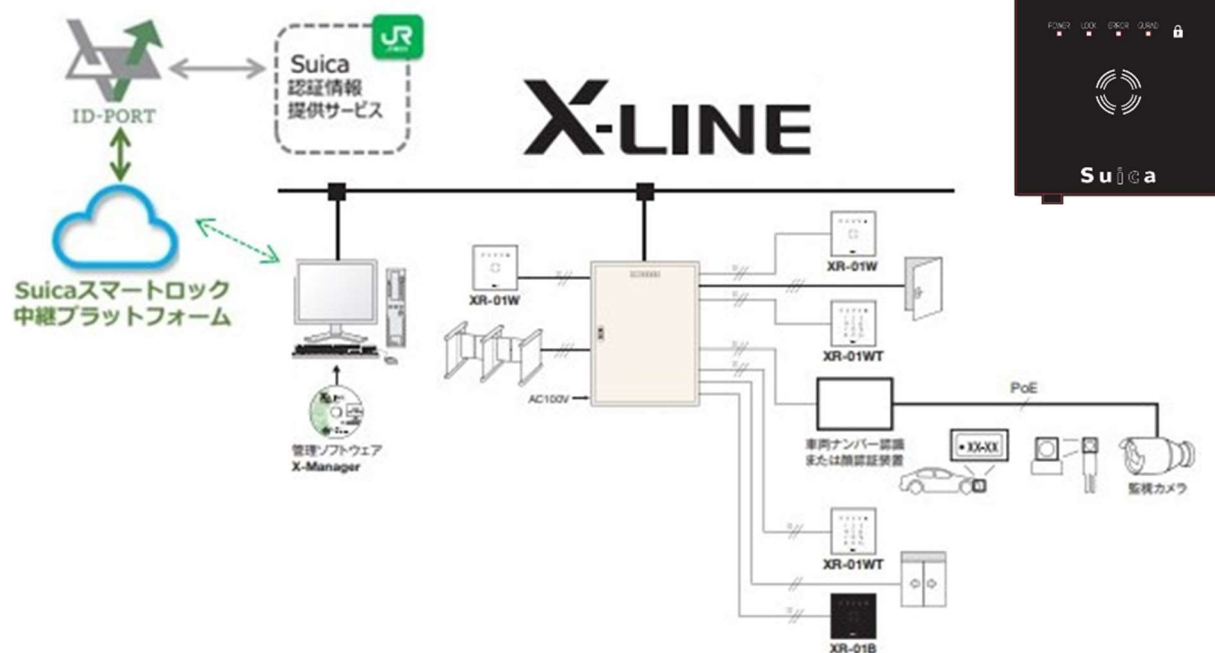 ID-PORT
JR
Suica
認証情報
提供サービス
X-LINE
POWER LOCK ERROR GURAD
Suica
Suicaスマートロック
中継プラットフォーム
XR-01W
XR-01W
XR-01WT
AC100V
管理ソフトウェア
X-Manager
車両ナンバー認識
または顔認証装置
PoE
XX-XX
監視カメラ
XR-01WT
XR-01B